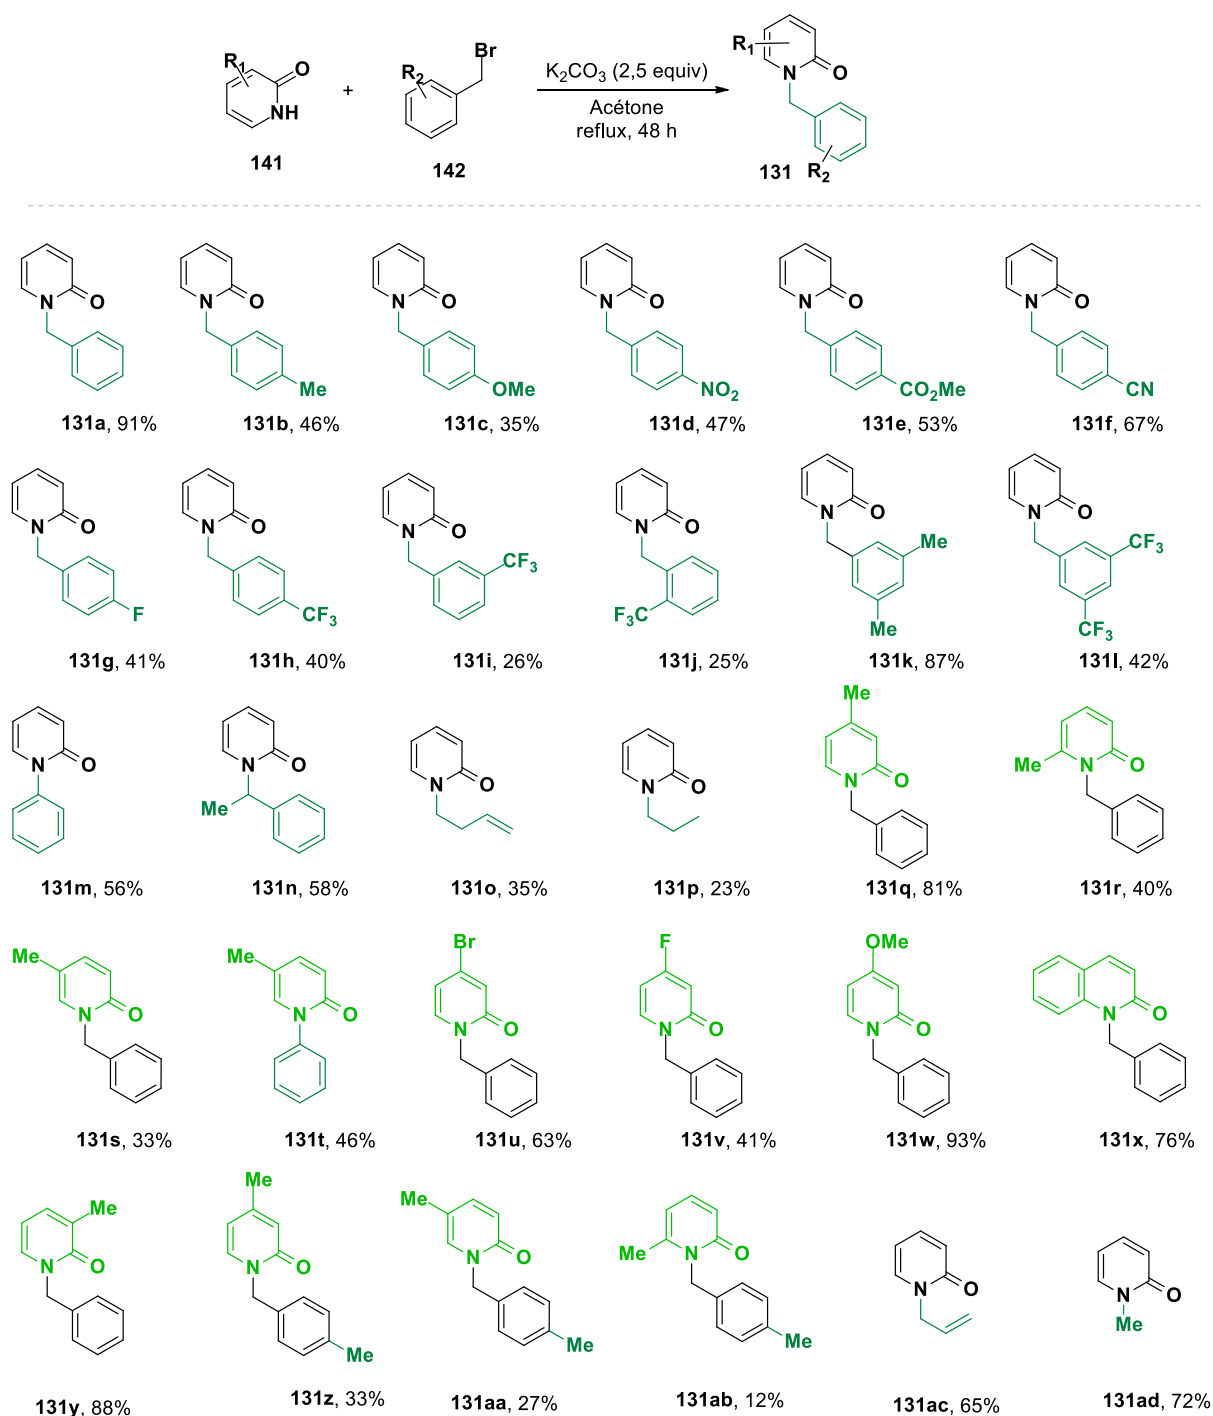 R1
O
NH
141
+
R2
Br
142
K2CO3 (2,5 equiv)
Acétone
reflux, 48 h
R1
N
O
131
R2
N O
N O
N O
N O
N O
N O
Me
OMe
NO2
CO2Me
CN
131a, 91%
131b, 46%
131c, 35%
131d, 47%
131e, 53%
131f, 67%
N O
N O
N O
N O
N O
N O
F
CF3
CF3
F3C
Me
Me
CF3
CF3
131g, 41%
131h, 40%
131i, 26%
131j, 25%
131k, 87%
131l, 42%
N O
N O
Me
N O
N O
Me
N O
Me
N O
131m, 56%
131n, 58%
131o, 35%
131p, 23%
131q, 81%
131r, 40%
Me
N O
Me
N O
Br
N O
F
N O
OMe
N O
N O
131s, 33%
131t, 46%
131u, 63%
131v, 41%
131w, 93%
131x, 76%
Me
N O
Me
N O
Me
Me
N O
Me
Me
N O
Me
N O
N O
Me
131y, 88%
131z, 33%
131aa, 27%
131ab, 12%
131ac, 65%
131ad, 72%